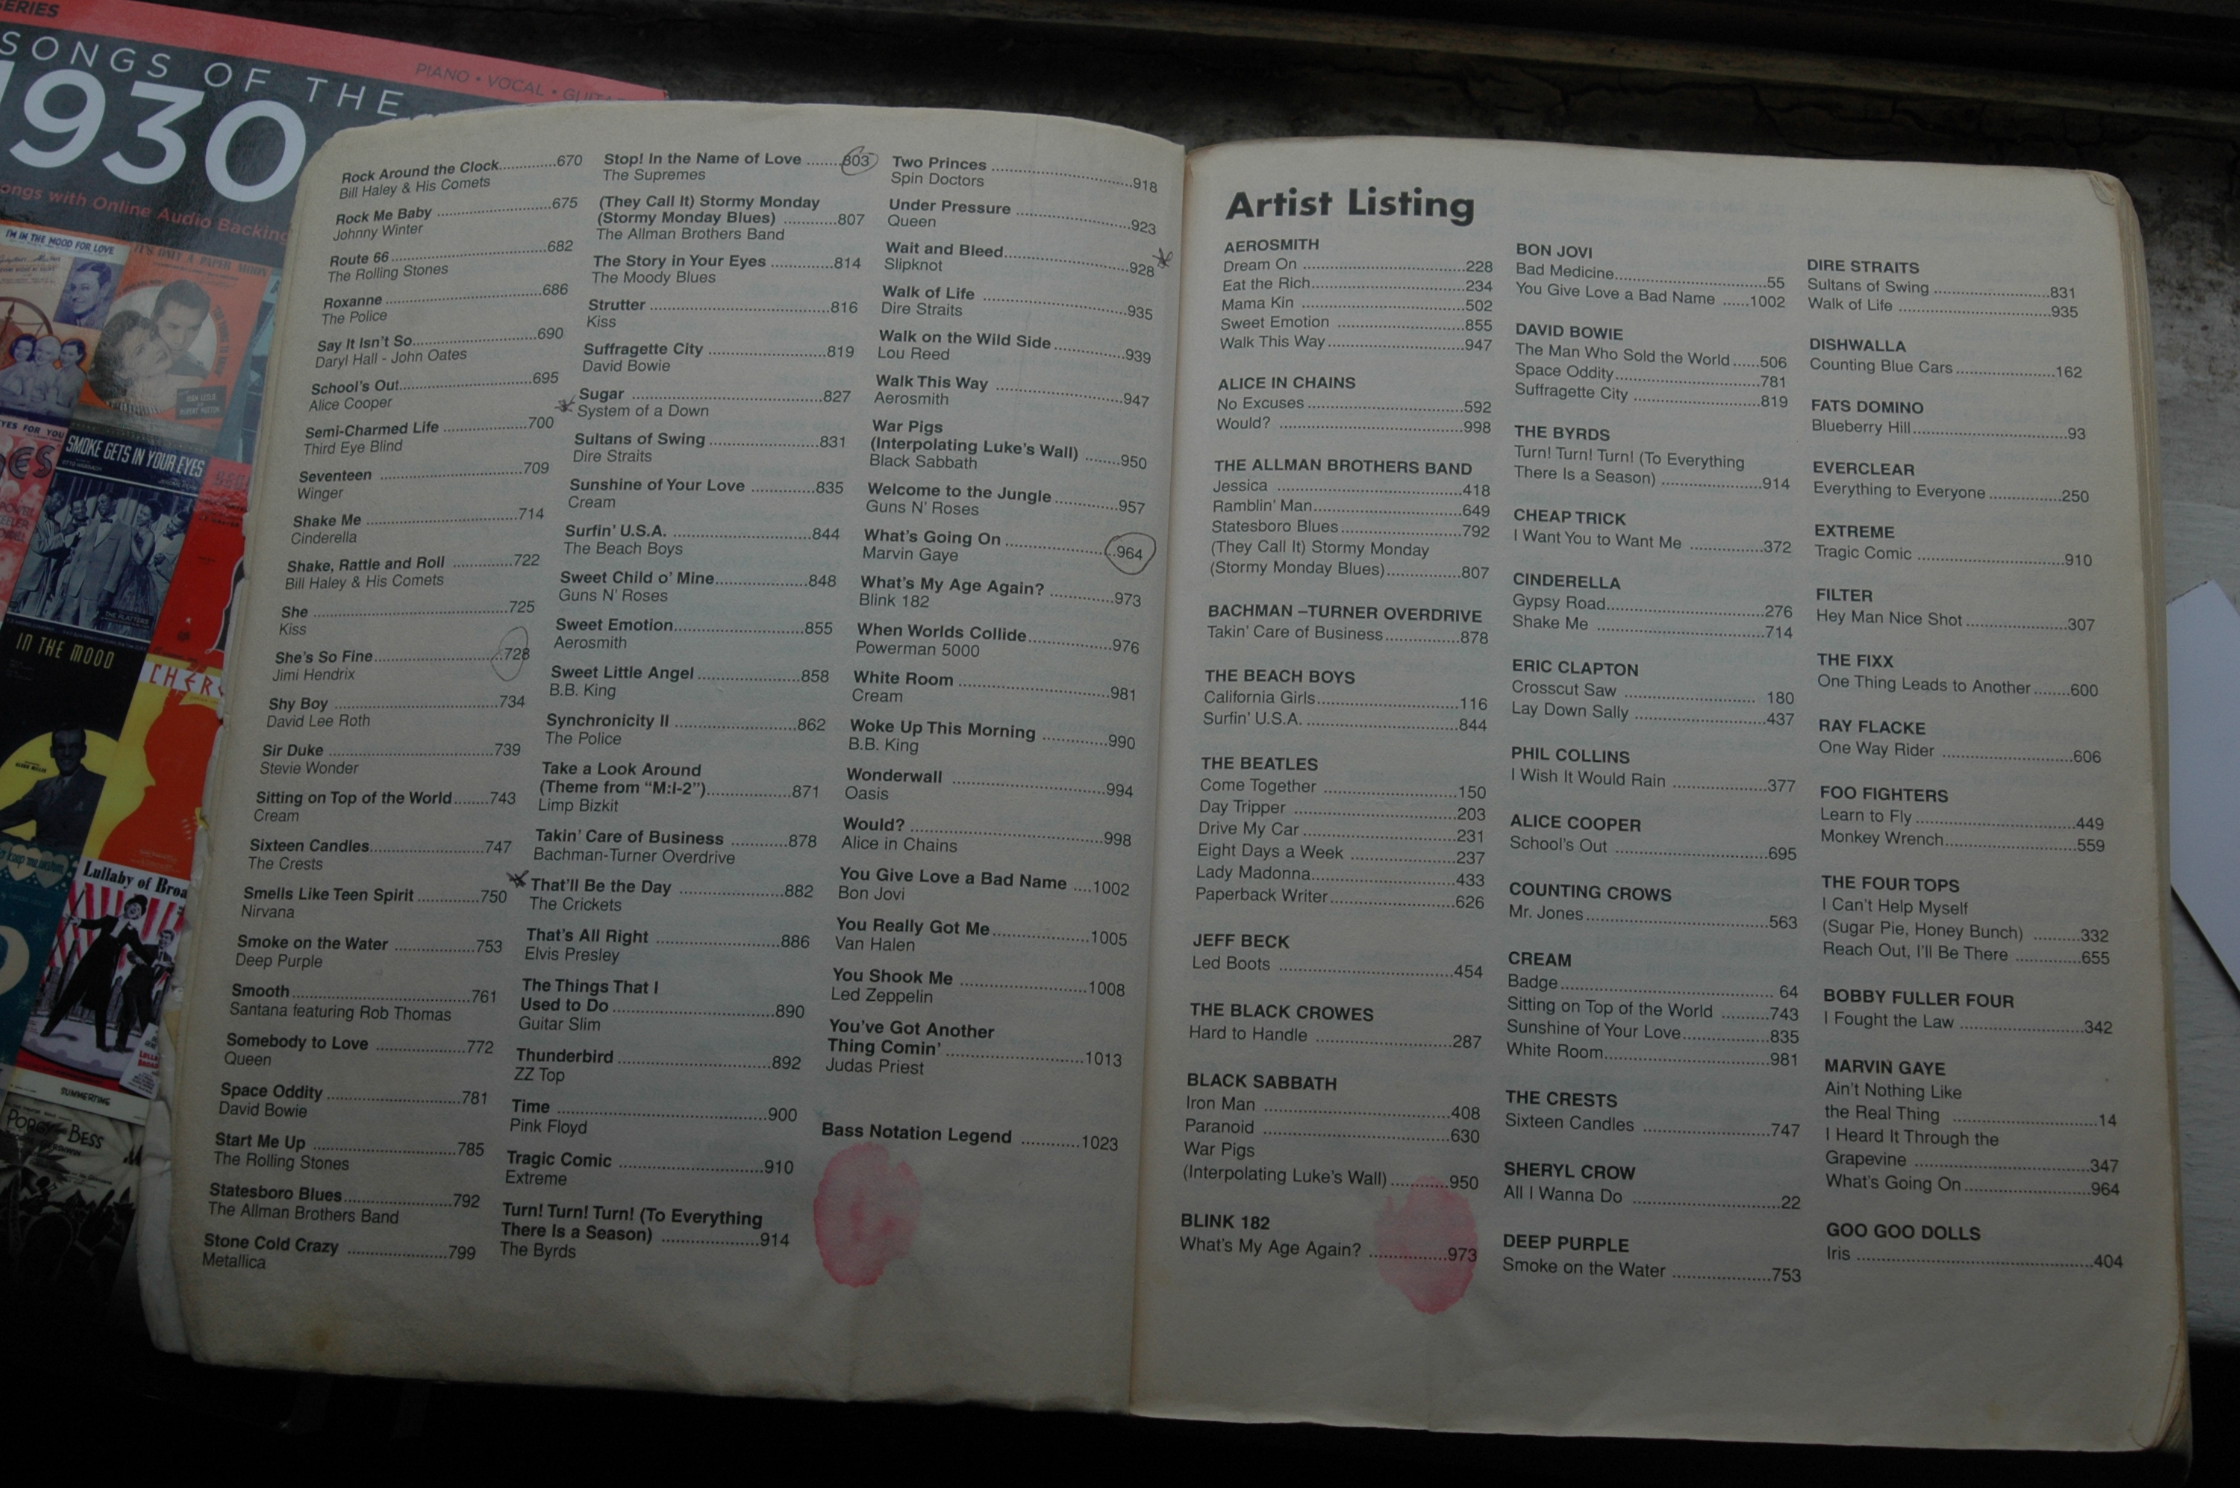 Rock Around the Clock............670
Bill Haley & His Comets
Rock Me Baby ......................675
Johnny Winter
Route 66..............................682
The Rolling Stones
Roxanne..............................686
The Police
Say It Isn't So......................690
Daryl Hall - John Oates
School's Out........................695
Alice Cooper
Semi-Charmed Life ................700
Third Eye Blind
Seventeen ..........................709
Winger
Shake Me............................714
Cinderella
Shake, Rattle and Roll ..........722
Bill Haley & His Comets
She ....................................725
Kiss
She's So Fine......................728
Jimi Hendrix
Shy Boy..............................734
David Lee Roth
Sir Duke ............................739
Stevie Wonder
Sitting on Top of the World ......743
Cream
Sixteen Candles....................747
The Crests
Smells Like Teen Spirit ..........750
Nirvana
Smoke on the Water ..............753
Deep Purple
Smooth................................761
Santana featuring Rob Thomas
Somebody to Love ................772
Queen
Space Oddity ......................781
David Bowie
Start Me Up ........................785
The Rolling Stones
Statesboro Blues..................792
The Allman Brothers Band
Stone Cold Crazy ..................799
Metallica
Stop! In the Name of Love ......803
The Supremes
(They Call It) Stormy Monday
(Stormy Monday Blues) ..........807
The Allman Brothers Band
The Story in Your Eyes ..........814
The Moody Blues
Strutter ..............................816
Kiss
Suffragette City ....................819
David Bowie
Sugar ................................827
System of a Down
Sultans of Swing ..................831
Dire Straits
Sunshine of Your Love ..........835
Cream
Surfin' U.S.A.......................844
The Beach Boys
Sweet Child o' Mine..............848
Guns N' Roses
Sweet Emotion....................855
Aerosmith
Sweet Little Angel ................858
B.B. King
Synchronicity II ..................862
The Police
Take a Look Around
(Theme from "M:I-2")............871
Limp Bizkit
Takin' Care of Business ........878
Bachman-Turner Overdrive
That'll Be the Day ................882
The Crickets
That's All Right ..................886
Elvis Presley
The Things That I
Used to Do ........................890
Guitar Slim
Thunderbird ......................892
ZZ Top
Time ................................900
Pink Floyd
Tragic Comic ......................910
Extreme
Turn! Turn! Turn! (To Everything
There Is a Season) ..............914
The Byrds
Two Princes ........................918
Spin Doctors
Under Pressure ....................923
Queen
Wait and Bleed....................928
Slipknot
Walk of Life ........................935
Dire Straits
Walk on the Wild Side............939
Lou Reed
Walk This Way ....................947
Aerosmith
War Pigs
(Interpolating Luke's Wall) ......950
Black Sabbath
Welcome to the Jungle ..........957
Guns N' Roses
What's Going On ..................964
Marvin Gaye
What's My Age Again? ..........973
Blink 182
When Worlds Collide..............976
Powerman 5000
White Room ........................981
Cream
Woke Up This Morning ..........990
B.B. King
Wonderwall ........................994
Oasis
Would? ..............................998
Alice in Chains
You Give Love a Bad Name ....1002
Bon Jovi
You Really Got Me ................1005
Van Halen
You Shook Me ....................1008
Led Zeppelin
You've Got Another
Thing Comin' ......................1013
Judas Priest
Bass Notation Legend ..........1023
Artist Listing
AEROSMITH
Dream On ............................228
Eat the Rich..........................234
Mama Kin ............................502
Sweet Emotion ......................855
Walk This Way ......................947
ALICE IN CHAINS
No Excuses..........................592
Would? ................................998
THE ALLMAN BROTHERS BAND
Jessica ................................418
Ramblin' Man........................649
Statesboro Blues....................792
(They Call It) Stormy Monday
(Stormy Monday Blues)..........807
BACHMAN–TURNER OVERDRIVE
Takin' Care of Business ..........878
THE BEACH BOYS
California Girls......................116
Surfin' U.S.A. ......................844
THE BEATLES
Come Together ....................150
Day Tripper..........................203
Drive My Car ........................231
Eight Days a Week ................237
Lady Madonna......................433
Paperback Writer..................626
JEFF BECK
Led Boots ............................454
THE BLACK CROWES
Hard to Handle ....................287
BLACK SABBATH
Iron Man ............................408
Paranoid ............................630
War Pigs
(Interpolating Luke's Wall) ......950
BLINK 182
What's My Age Again? ..........973
BON JOVI
Bad Medicine........................55
You Give Love a Bad Name ......1002
DAVID BOWIE
The Man Who Sold the World......506
Space Oddity........................781
Suffragette City ....................819
THE BYRDS
Turn! Turn! Turn! (To Everything
There Is a Season) ................914
CHEAP TRICK
I Want You to Want Me ..........372
CINDERELLA
Gypsy Road..........................276
Shake Me ............................714
ERIC CLAPTON
Crosscut Saw ......................180
Lay Down Sally ....................437
PHIL COLLINS
I Wish It Would Rain ..............377
ALICE COOPER
School's Out ........................695
COUNTING CROWS
Mr. Jones ............................563
CREAM
Badge..................................64
Sitting on Top of the World ......743
Sunshine of Your Love............835
White Room..........................981
THE CRESTS
Sixteen Candles ....................747
SHERYL CROW
All I Wanna Do ......................22
DEEP PURPLE
Smoke on the Water ..............753
DIRE STRAITS
Sultans of Swing ..................831
Walk of Life ........................935
DISHWALLA
Counting Blue Cars................162
FATS DOMINO
Blueberry Hill........................93
EVERCLEAR
Everything to Everyone............250
EXTREME
Tragic Comic ........................910
FILTER
Hey Man Nice Shot ................307
THE FIXX
One Thing Leads to Another ......600
RAY FLACKE
One Way Rider ....................606
FOO FIGHTERS
Learn to Fly ........................449
Monkey Wrench....................559
THE FOUR TOPS
I Can't Help Myself
(Sugar Pie, Honey Bunch) ........332
Reach Out, I'll Be There ..........655
BOBBY FULLER FOUR
I Fought the Law ..................342
MARVIN GAYE
Ain't Nothing Like
the Real Thing ......................14
I Heard It Through the
Grapevine ..........................347
What's Going On....................964
GOO GOO DOLLS
Iris ....................................404
SERIES
SONGS OF THE
1930
PIANO • VOCAL •
ongs with Online Audio Backing
I'M IN THE MOOD FOR LOVE
SMOKE GETS IN YOUR EYES
IN THE MOOD
CHER
Lullaby of Broa
SUMMERTIME
BESS